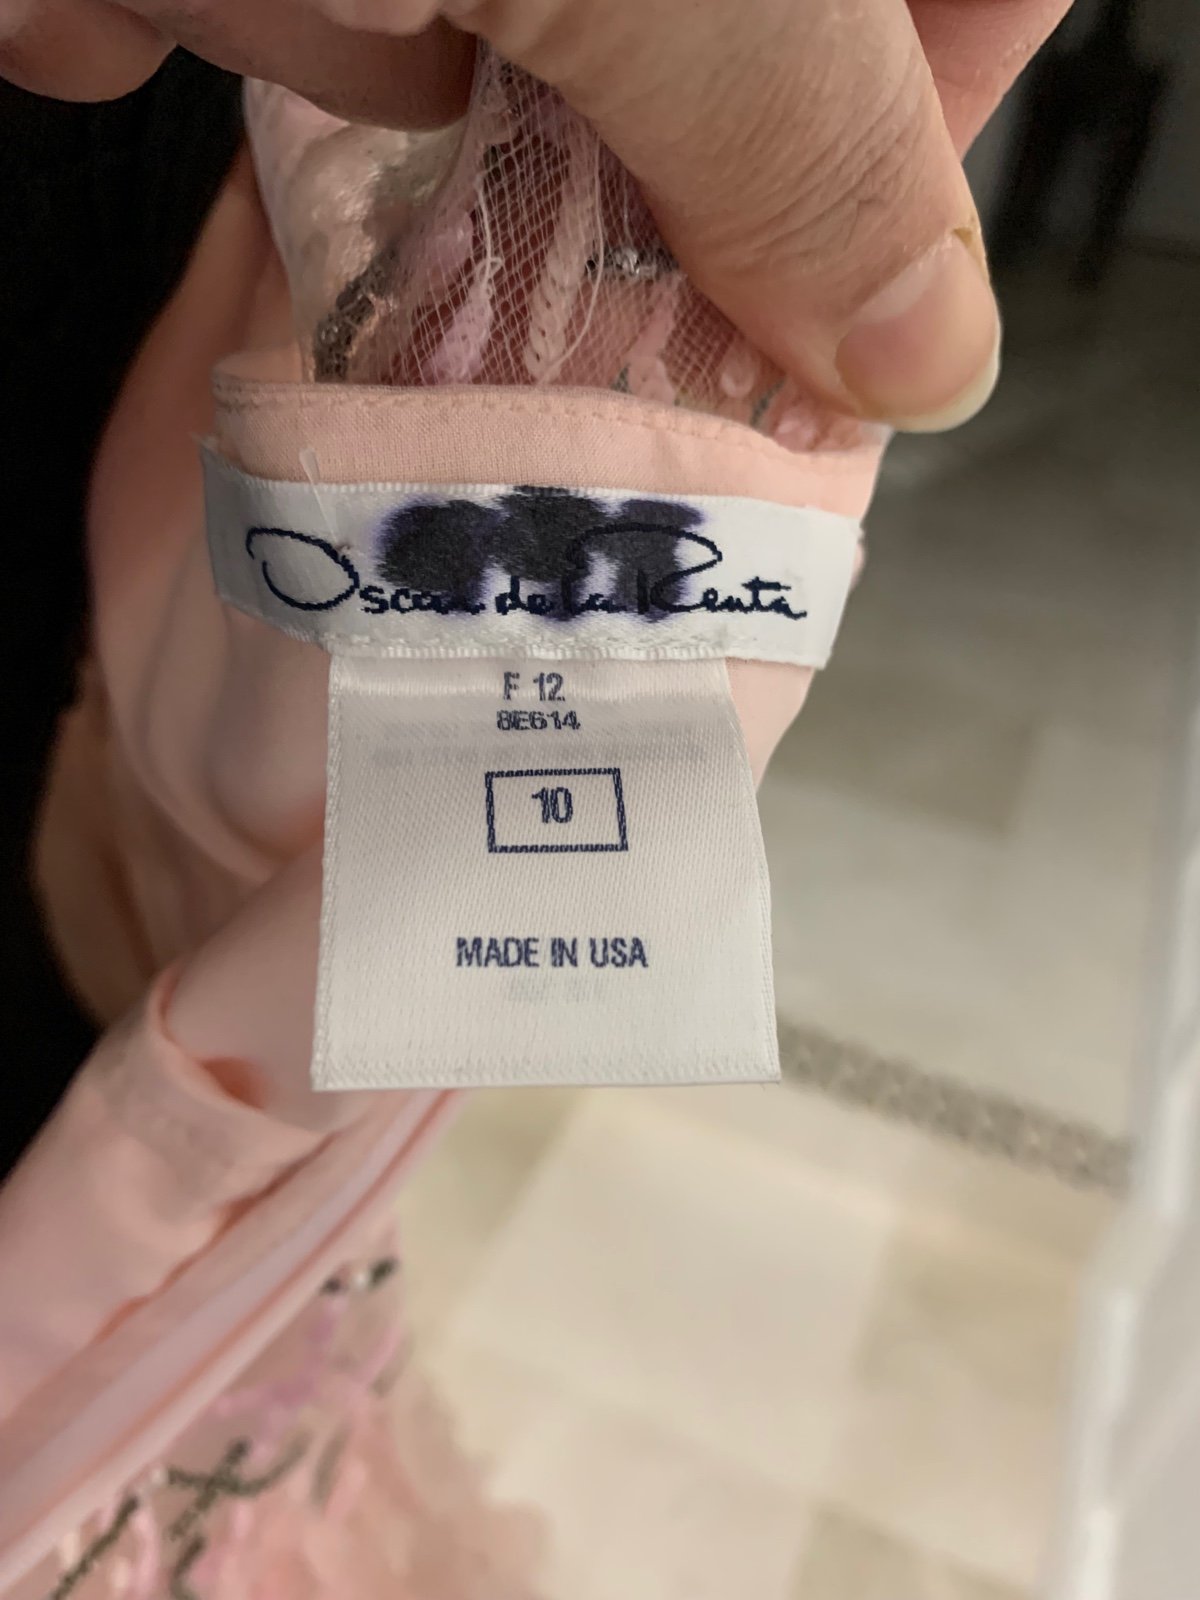 Oscar de la Renta
F 12
8E614
10
MADE IN USA